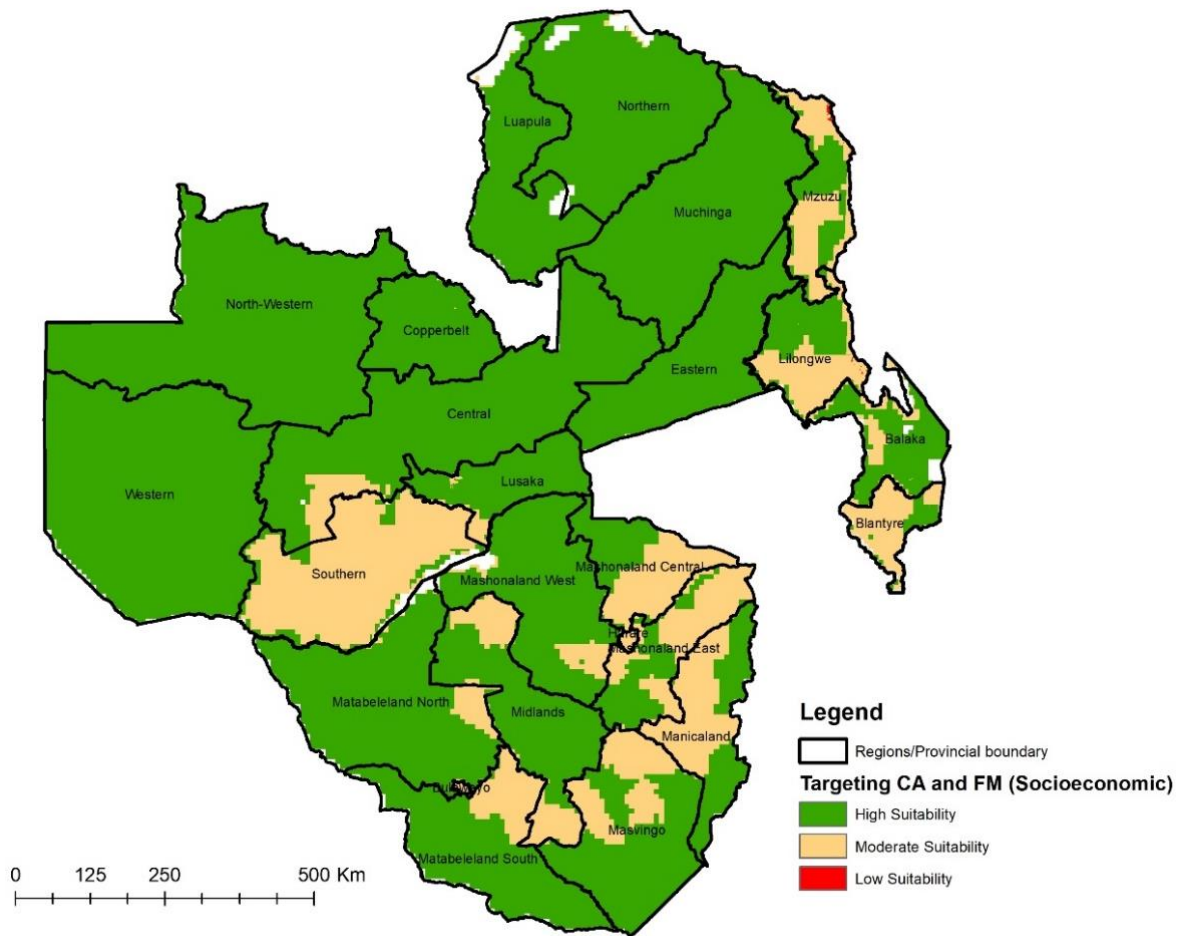 Northern
Luapula
Mzuzu
Muchinga
North-Western
Copperbelt
Lilongwe
Eastern
Central
Balaka
Lusaka
Western
Blantyre
Southern
Mashonaland West
Mashonaland Central
Harare
Mashonaland East
Matabeleland North
Midlands
Manicaland
Bulawayo
Masvingo
Matabeleland South
Legend
Regions/Provincial boundary
Targeting CA and FM (Socioeconomic)
High Suitability
Moderate Suitability
Low Suitability
0 125 250 500 Km